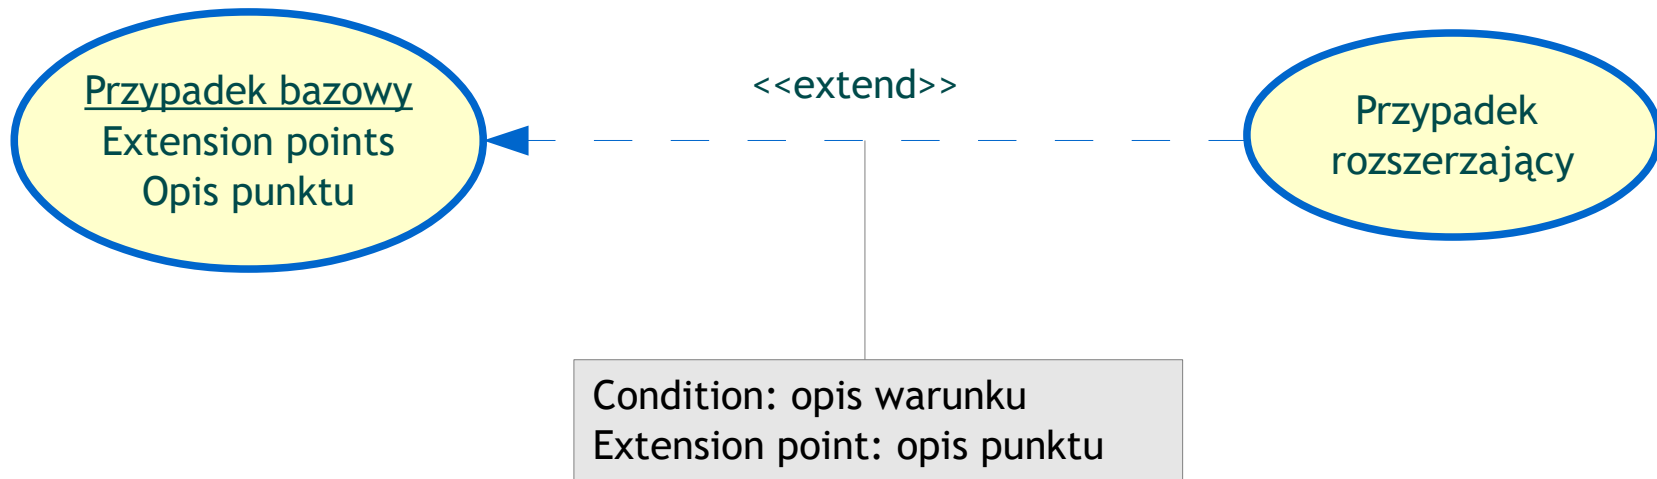 Przypadek bazowy
Extension points
Opis punktu
<<extend>>
Przypadek
rozszerzający
Condition: opis warunku
Extension point: opis punktu